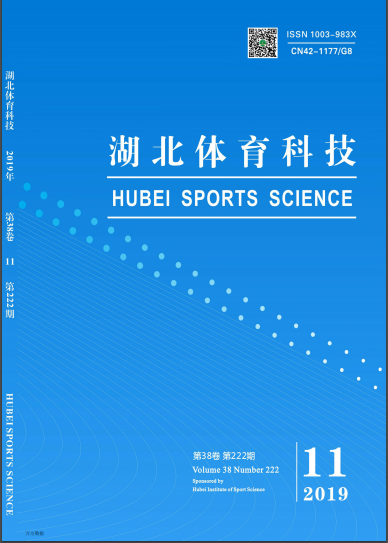 ISSN 1003-983X
CN42-1177/G8
湖北体育科技
HUBEI SPORTS SCIENCE
第38卷 第222期
Volume 38 Number 222
Sponsored by
Hubei Institute of Sport Science
11
2019
湖北体育科技 2019年 第38卷 11 第222期 HUBEI SPORTS SCIENCE